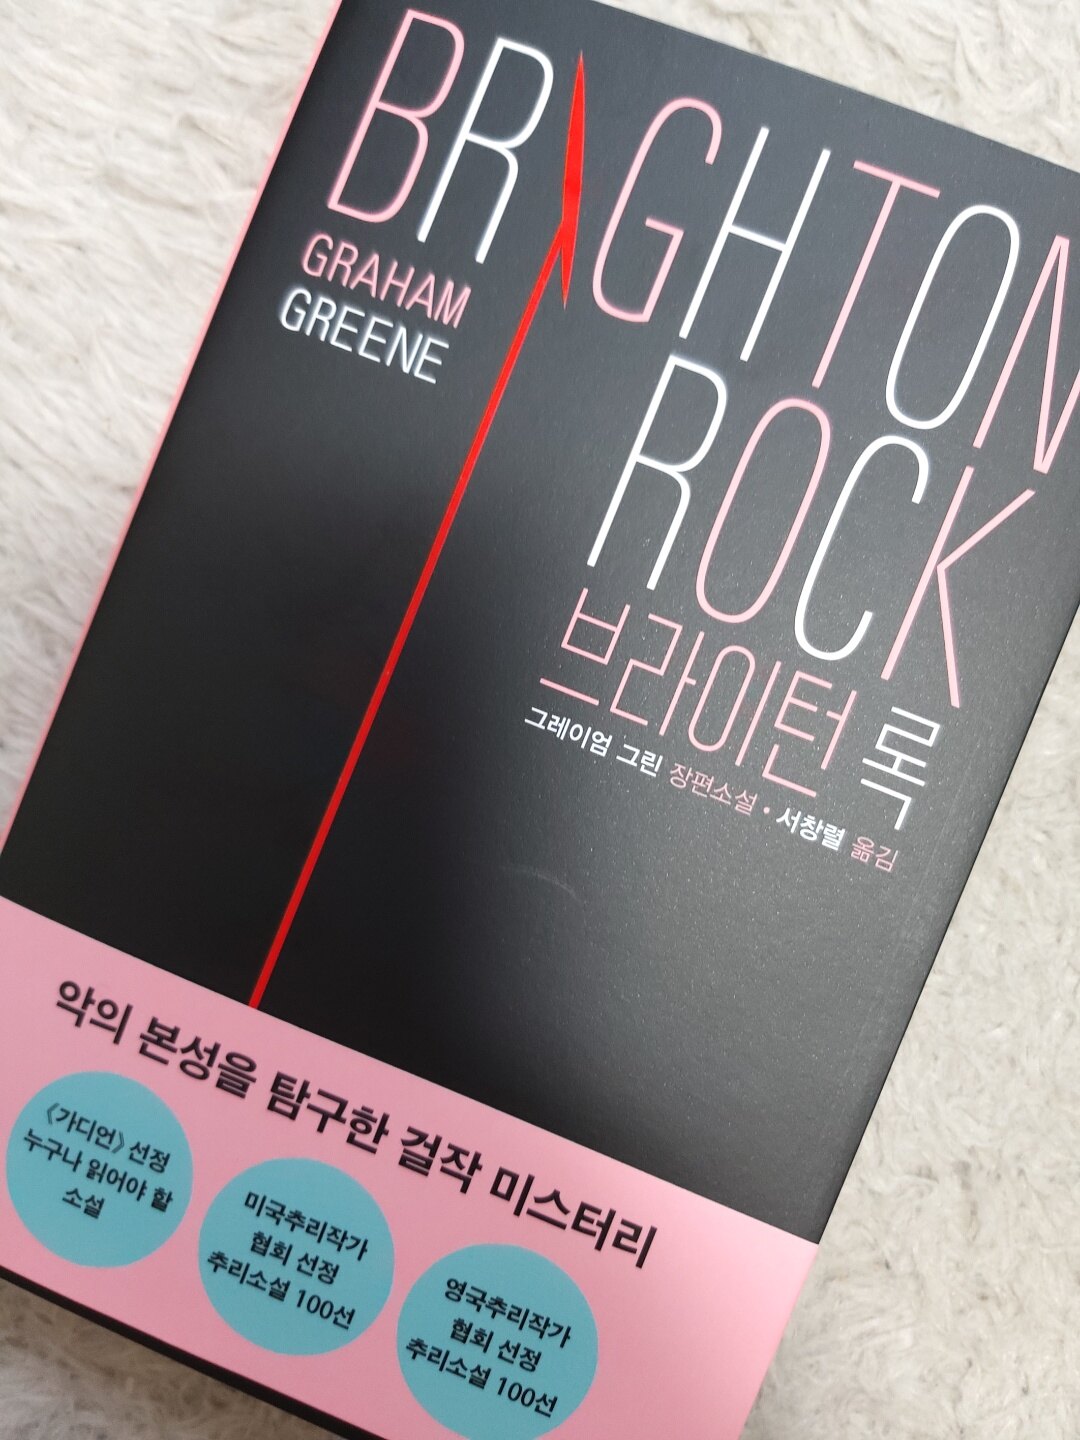 BRIGHTON
ROCK
GRAHAM
GREENE
브라이턴 록
그레이엄 그린 장편소설 · 서창렬 옮김
악의 본성을 탐구한 걸작 미스터리
《가디언》 선정
누구나 읽어야 할
소설
미국추리작가
협회 선정
추리소설 100선
영국추리작가
협회 선정
추리소설 100선